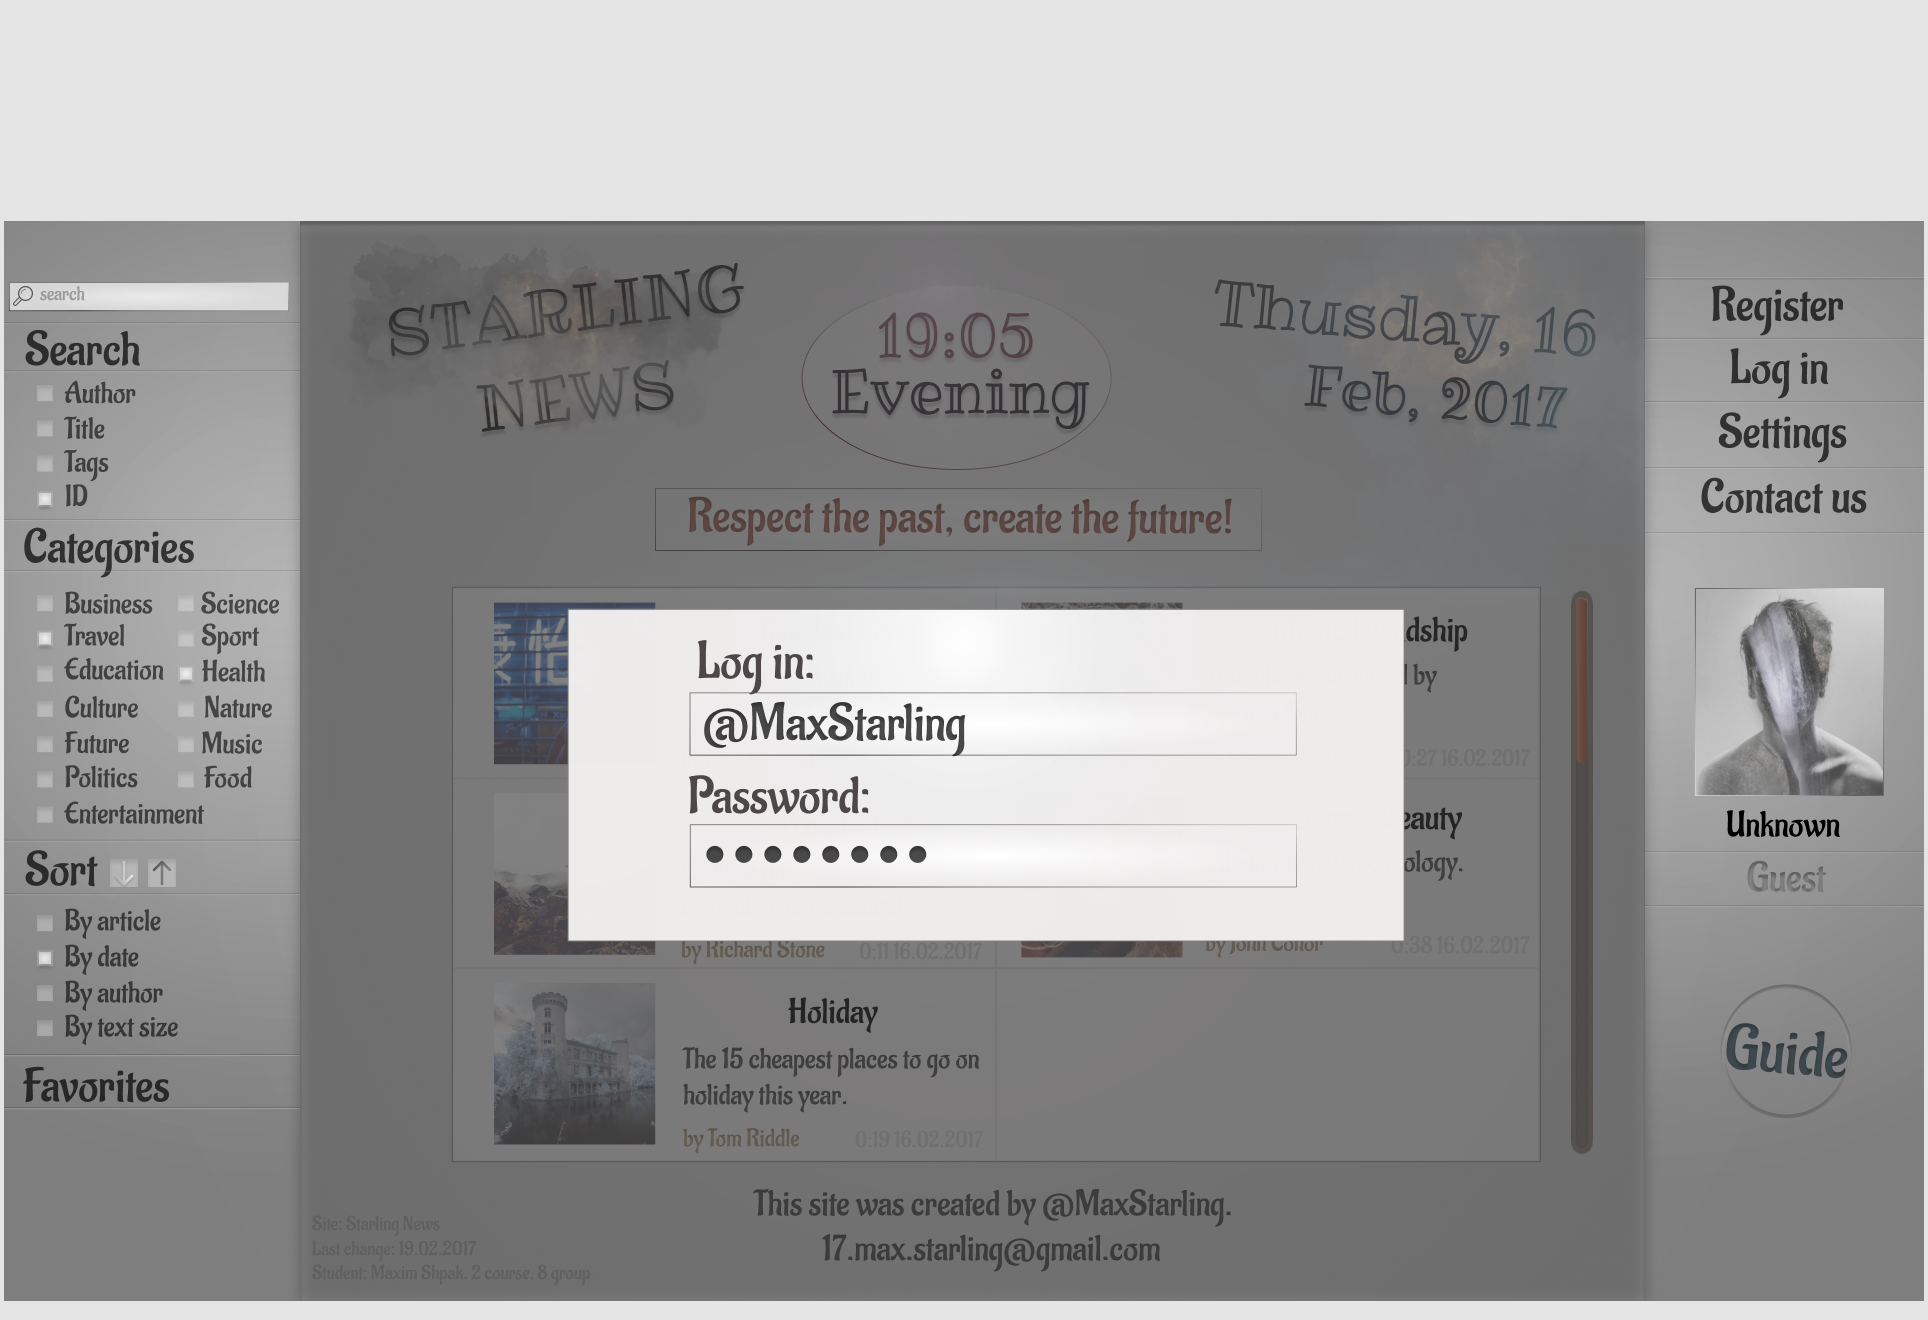 search
Search
Author
Title
Tags
ID
Categories
Business
Science
Travel
Sport
Education
Health
Culture
Nature
Future
Music
Politics
Food
Entertainment
Sort
By article
By date
By author
By text size
Favorites
STARLING
NEWS
19:05
Evening
Thusday, 16
Feb, 2017
Respect the past, create the future!
Log in:
@MaxStarling
Password:
dship
by
0:27 16.02.2017
eauty
ology.
by Richard Stone
0:11 16.02.2017
by John Conor
0:38 16.02.2017
Holiday
The 15 cheapest places to go on
holiday this year.
by Tom Riddle
0:19 16.02.2017
This site was created by @MaxStarling.
17.max.starling@gmail.com
Site: Starling News
Last change: 19.02.2017
Student: Maxim Shpak. 2 course. 8 group
Register
Log in
Settings
Contact us
Unknown
Guest
Guide